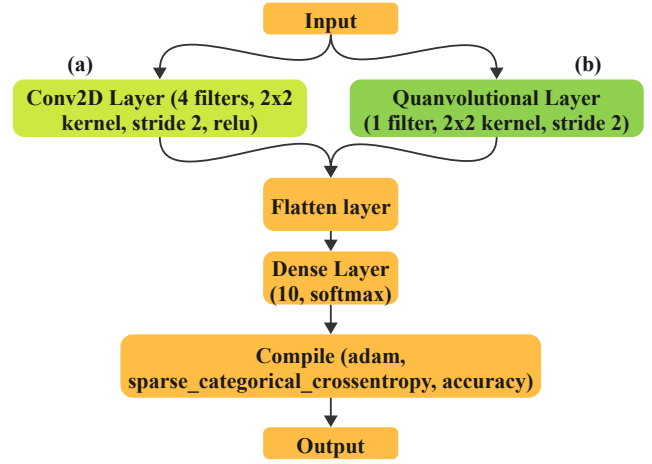 Input
(a)
(b)
Conv2D Layer (4 filters, 2x2
kernel, stride 2, relu)
Quanvolutional Layer
(1 filter, 2x2 kernel, stride 2)
Flatten layer
Dense Layer
(10, softmax)
Compile (adam,
sparse_categorical_crossentropy, accuracy)
Output